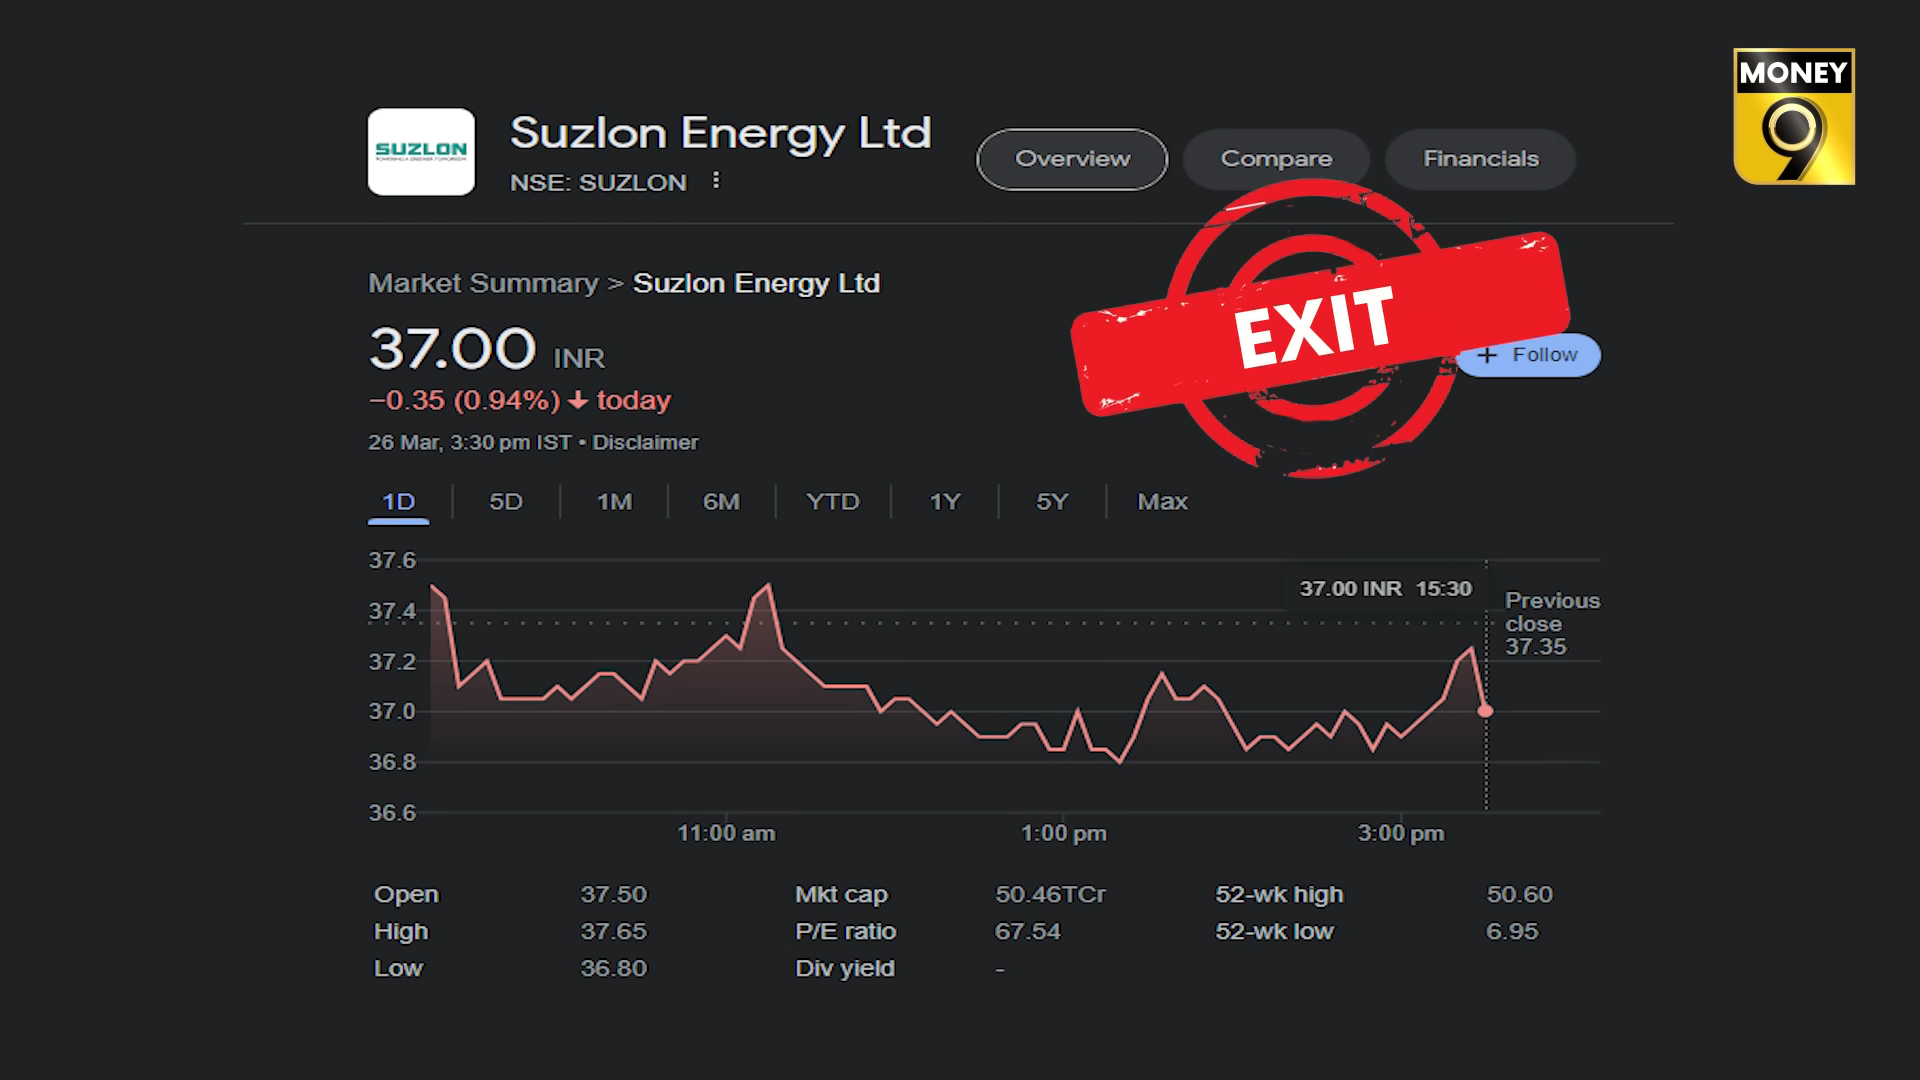 MONEY
9
SUZLON
Suzlon Energy Ltd
NSE: SUZLON
Overview
Compare
Financials
Market Summary > Suzlon Energy Ltd
EXIT
37.00 INR
+ Follow
−0.35 (0.94%) ↓ today
26 Mar, 3:30 pm IST • Disclaimer
1D
5D
1M
6M
YTD
1Y
5Y
Max
37.6
37.4
37.2
37.0
36.8
36.6
37.00 INR 15:30
Previous
close
37.35
11:00 am
1:00 pm
3:00 pm
Open 37.50 Mkt cap 50.46TCr 52-wk high 50.60
High 37.65 P/E ratio 67.54 52-wk low 6.95
Low 36.80 Div yield -